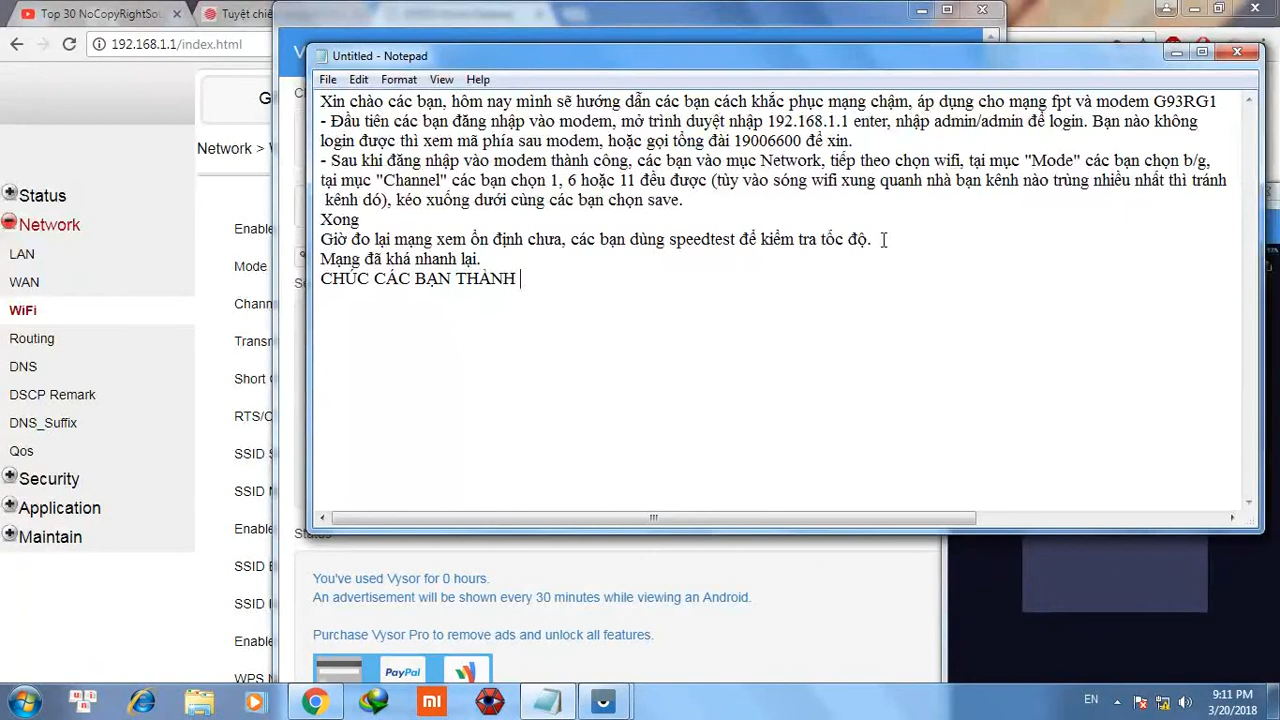 Top 30 NoCopyRightSou
Tuyệt chiê
192.168.1.1/index.html
Untitled - Notepad
File Edit Format View Help
Xin chào các bạn, hôm nay mình sẽ hướng dẫn các bạn cách khắc phục mạng chậm, áp dụng cho mạng fpt và modem G93RG1
- Đầu tiên các bạn đăng nhập vào modem, mở trình duyệt nhập 192.168.1.1 enter, nhập admin/admin để login. Bạn nào không
login được thì xem mã phía sau modem, hoặc gọi tổng đài 19006600 để xin.
- Sau khi đăng nhập vào modem thành công, các bạn vào mục Network, tiếp theo chọn wifi, tại mục "Mode" các bạn chọn b/g,
tại mục "Channel" các bạn chọn 1, 6 hoặc 11 đều được (tùy vào sóng wifi xung quanh nhà bạn kênh nào trùng nhiều nhất thì tránh
kênh đó), kéo xuống dưới cùng các bạn chọn save.
Xong
Giờ đo lại mạng xem ổn định chưa, các bạn dùng speedtest để kiểm tra tốc độ.
Mạng đã khá nhanh lại.
CHÚC CÁC BẠN THÀNH
G
Network > W
Status
Network
LAN
WAN
WiFi
Routing
DNS
DSCP Remark
DNS_Suffix
Qos
Security
Application
Maintain
Enable
Mode
Chann
Transm
Short G
RTS/C
SSID S
SSID N
Enable
SSID E
SSID I
Enable
WPS M
Status
You've used Vysor for 0 hours.
An advertisement will be shown every 30 minutes while viewing an Android.
Purchase Vysor Pro to remove ads and unlock all features.
PayPal
EN
9:11 PM
3/20/2018